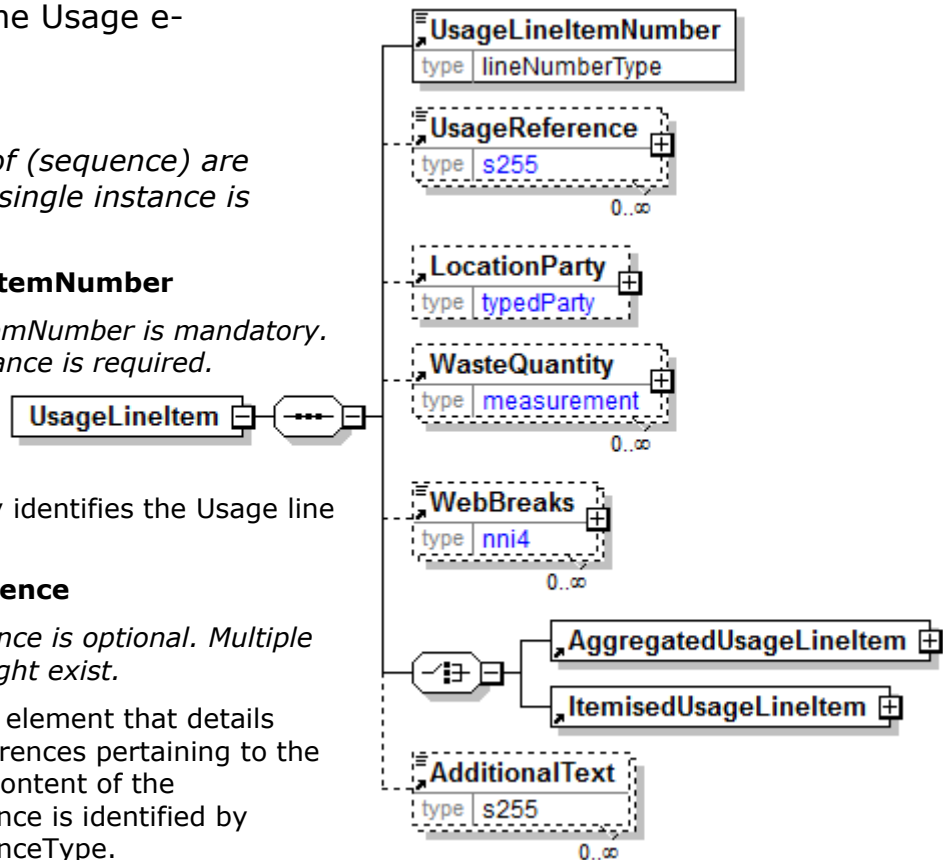 he Usage e-
of (sequence) are
single instance is
temNumber
emNumber is mandatory.
ance is required.
y identifies the Usage line
ence
nce is optional. Multiple
ght exist.
element that details
rences pertaining to the
ontent of the
nce is identified by
nceType.
UsageLineItem
UsageLineItemNumber
type lineNumberType
UsageReference
type s255
0..∞
LocationParty
type typedParty
WasteQuantity
type measurement
0..∞
WebBreaks
type nni4
0..∞
AggregatedUsageLineItem
ItemisedUsageLineItem
AdditionalText
type s255
0..∞